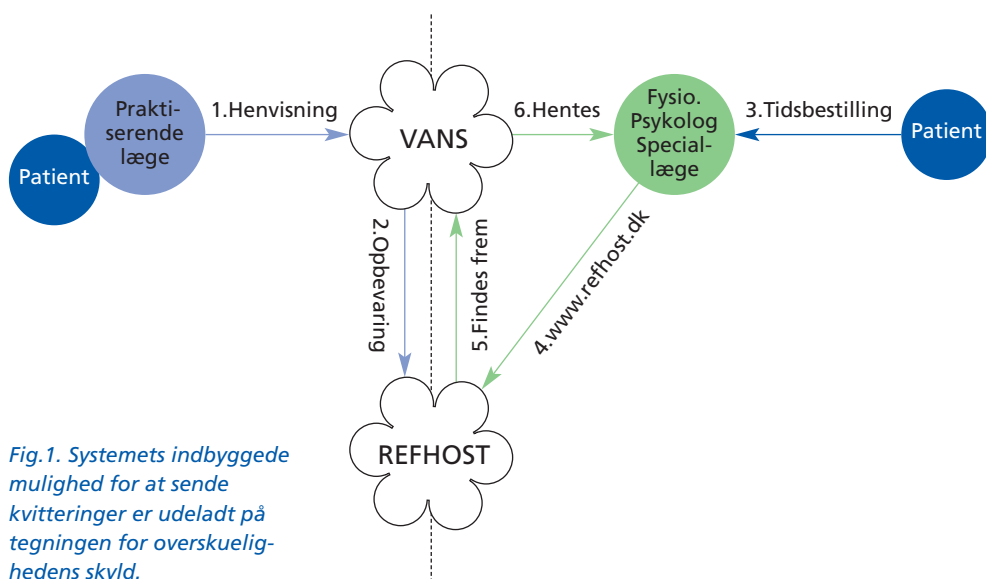 Patient
Prakti-
serende
læge
1.Henvisning
VANS
6.Hentes
Fysio.
Psykolog
Special-
læge
3.Tidsbestilling
Patient
2.Opbevaring
5.Findes frem
4.www.refhost.dk
REFHOST
Fig.1. Systemets indbyggede
mulighed for at sende
kvitteringer er udeladt på
tegningen for overskuelig-
hedens skyld.